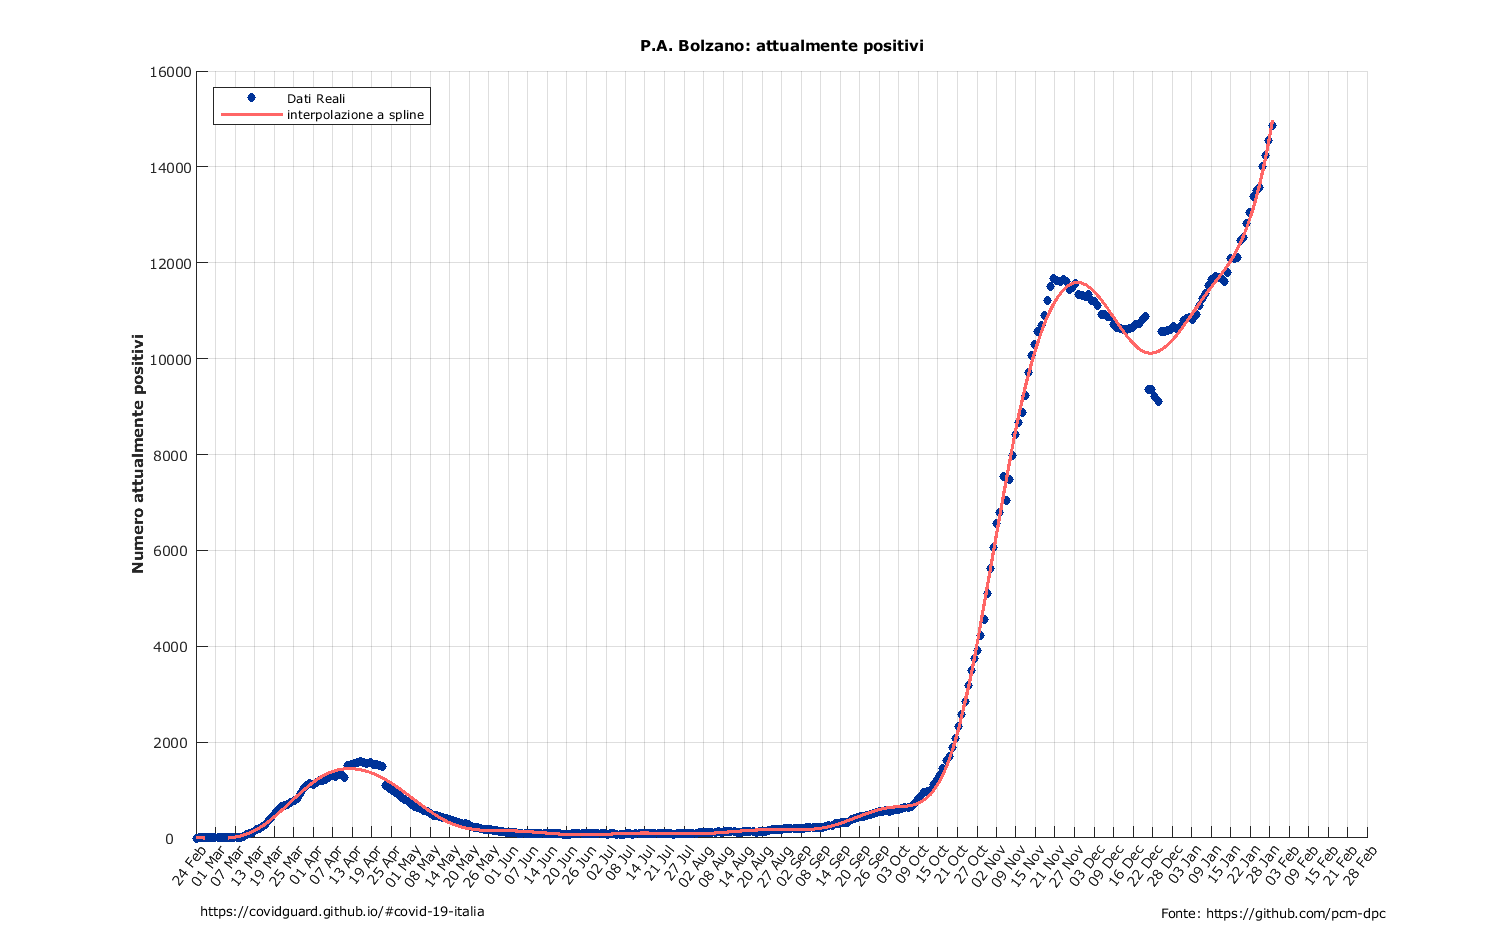 P.A. Bolzano: attualmente positivi
Dati Reali
interpolazione a spline
Numero attualmente positivi
16000
14000
12000
10000
8000
6000
4000
2000
0
24 Feb
01 Mar
07 Mar
13 Mar
19 Mar
25 Mar
01 Apr
07 Apr
13 Apr
19 Apr
25 Apr
01 May
08 May
14 May
20 May
26 May
01 Jun
07 Jun
14 Jun
20 Jun
26 Jun
02 Jul
08 Jul
14 Jul
21 Jul
27 Jul
02 Aug
08 Aug
14 Aug
20 Aug
27 Aug
02 Sep
08 Sep
14 Sep
20 Sep
26 Sep
03 Oct
09 Oct
15 Oct
21 Oct
27 Oct
02 Nov
09 Nov
15 Nov
21 Nov
27 Nov
03 Dec
09 Dec
16 Dec
22 Dec
28 Dec
03 Jan
09 Jan
15 Jan
22 Jan
28 Jan
03 Feb
09 Feb
15 Feb
21 Feb
28 Feb
https://covidguard.github.io/#covid-19-italia
Fonte: https://github.com/pcm-dpc